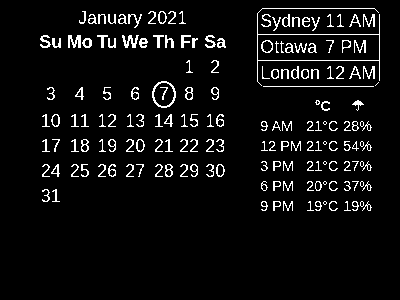 January 2021
Su Mo Tu We Th Fr Sa
1 2
3 4 5 6 7 8 9
10 11 12 13 14 15 16
17 18 19 20 21 22 23
24 25 26 27 28 29 30
31
Sydney 11 AM
Ottawa 7 PM
London 12 AM
°C ☂
9 AM 21°C 28%
12 PM 21°C 54%
3 PM 21°C 27%
6 PM 20°C 37%
9 PM 19°C 19%